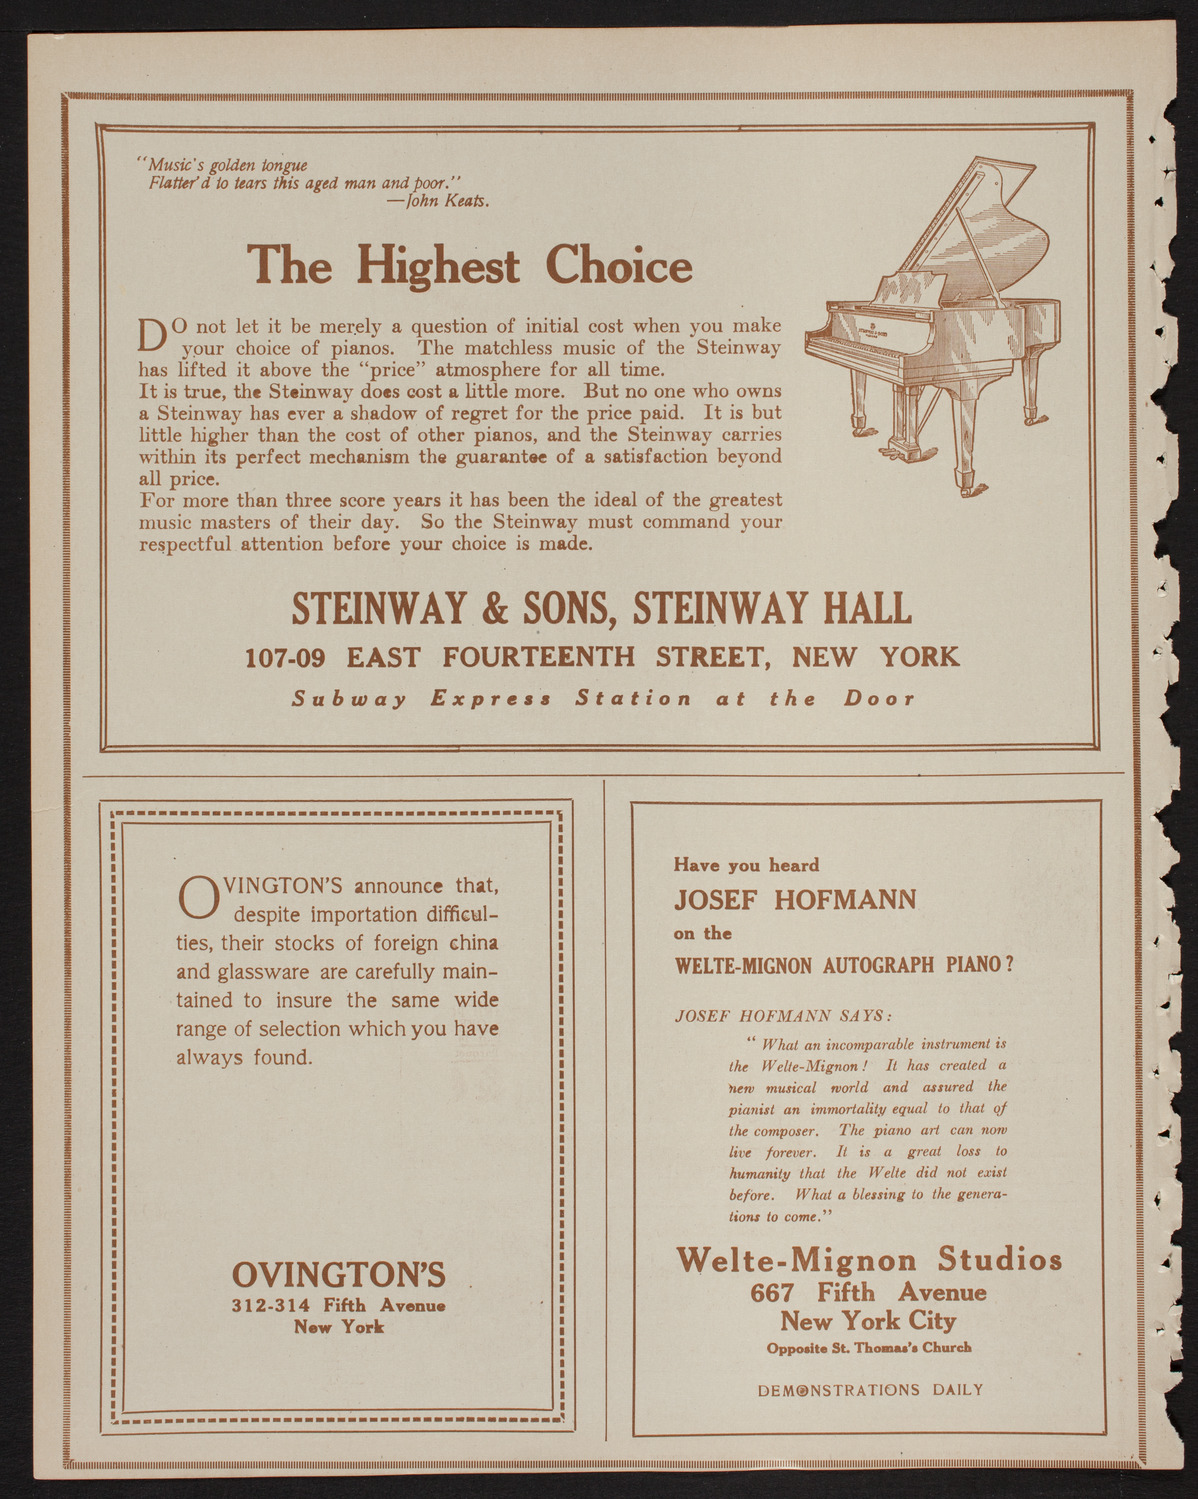 “Music's golden tongue
Flatter'd to tears this aged man and poor.”
—John Keats.
The Highest Choice
DO not let it be merely a question of initial cost when you make
your choice of pianos. The matchless music of the Steinway
has lifted it above the “price” atmosphere for all time.
It is true, the Steinway does cost a little more. But no one who owns
a Steinway has ever a shadow of regret for the price paid. It is but
little higher than the cost of other pianos, and the Steinway carries
within its perfect mechanism the guarantee of a satisfaction beyond
all price.
For more than three score years it has been the ideal of the greatest
music masters of their day. So the Steinway must command your
respectful attention before your choice is made.
STEINWAY & SONS, STEINWAY HALL
107-09 EAST FOURTEENTH STREET, NEW YORK
Subway Express Station at the Door
OVINGTON'S announce that,
despite importation difficul-
ties, their stocks of foreign china
and glassware are carefully main-
tained to insure the same wide
range of selection which you have
always found.
OVINGTON'S
312-314 Fifth Avenue
New York
Have you heard
JOSEF HOFMANN
on the
WELTE-MIGNON AUTOGRAPH PIANO?
JOSEF HOFMANN SAYS:
“What an incomparable instrument is
the Welte-Mignon! It has created a
new musical world and assured the
pianist an immortality equal to that of
the composer. The piano art can now
live forever. It is a great loss to
humanity that the Welte did not exist
before. What a blessing to the genera-
tions to come.”
Welte-Mignon Studios
667 Fifth Avenue
New York City
Opposite St. Thomas's Church
DEMONSTRATIONS DAILY